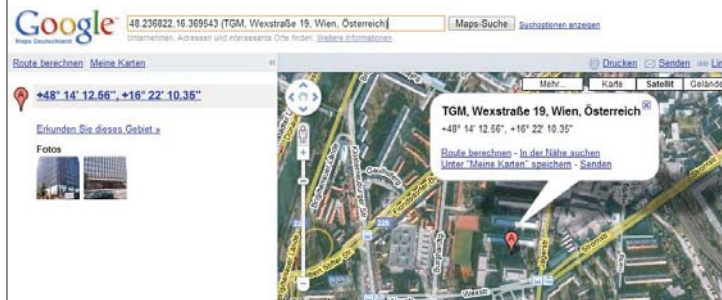 Google
Maps Deutschland
48.236822,16.369543 (TGM, Wexstraße 19, Wien, Österreich)
Maps-Suche
Suchoptionen anzeigen
Unternehmen, Adressen und interessante Orte finden. Weitere Informationen
Route berechnen Meine Karten
«
Drucken Senden
+48° 14' 12.56", +16° 22' 10.35"
Erkunden Sie dieses Gebiet »
Fotos
Mehr... Karte Satellit Gelände
TGM, Wexstraße 19, Wien, Österreich
+48° 14' 12.56", +16° 22' 10.35"
Route berechnen - In der Nähe suchen
Unter "Meine Karten" speichern - Senden
A
A
226
Stromstr
Wexstr